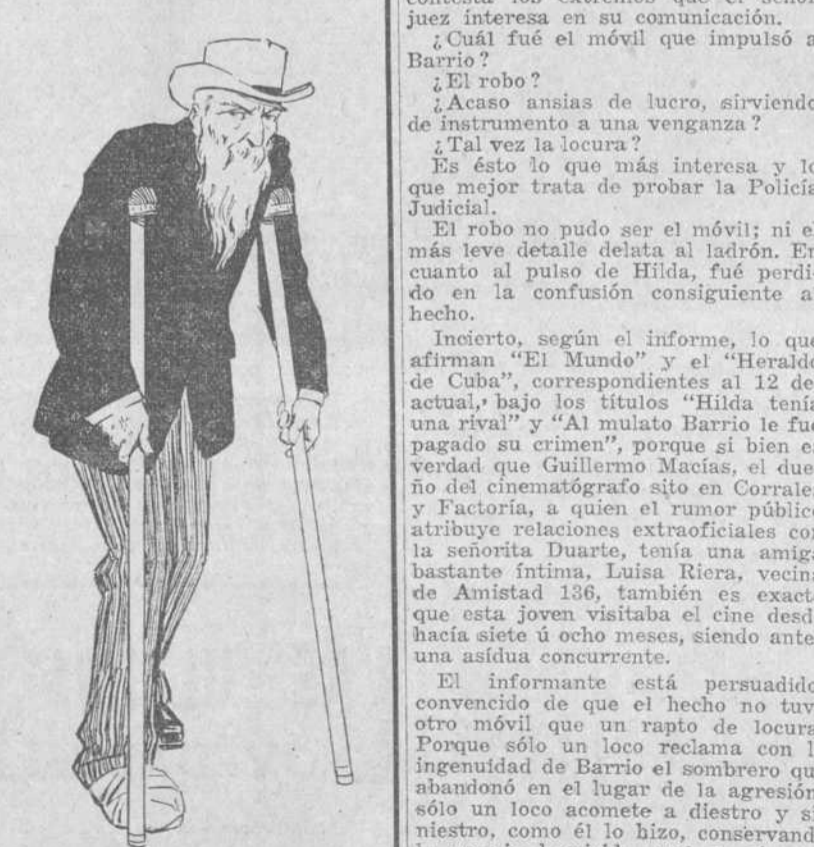 contesta los extremos que el señor
juez interesa en su comunicación.
¿Cuál fué el móvil que impulsó a
Barrio?
¿El robo?
¿Acaso ansias de lucro, sirviendo
de instrumento a una venganza?
¿Tal vez la locura?
Es ésto lo que más interesa y lo
que mejor trata de probar la Policía
Judicial.
El robo no pudo ser el móvil; ni el
más leve detalle delata al ladrón. En
cuanto al pulso de Hilda, fué perdi-
do en la confusión consiguiente al
hecho.
Incierto, según el informe, lo que
afirman “El Mundo” y el “Heraldo
de Cuba”, correspondientes al 12 del
actual, bajo los títulos “Hilda tenía
una rival” y “Al mulato Barrio le fué
pagado su crimen”, porque si bien es
verdad que Guillermo Macías, el due-
ño del cinematógrafo sito en Corrales
y Factoría, a quien el rumor público
atribuye relaciones extraoficiales con
la señorita Duarte, tenía una amiga
bastante íntima, Luisa Riera, vecina
de Amistad 136, también es exacto
que esta joven visitaba el cine desde
hacía siete ú ocho meses, siendo antes
una asídua concurrente.
El informante está persuadido,
convencido de que el hecho no tuvo
otro móvil que un rapto de locura.
Porque sólo un loco reclama con la
ingenuidad de Barrio el sombrero que
abandonó en el lugar de la agresión;
sólo un loco acomete a diestro y si-
niestro, como él lo hizo, conservand